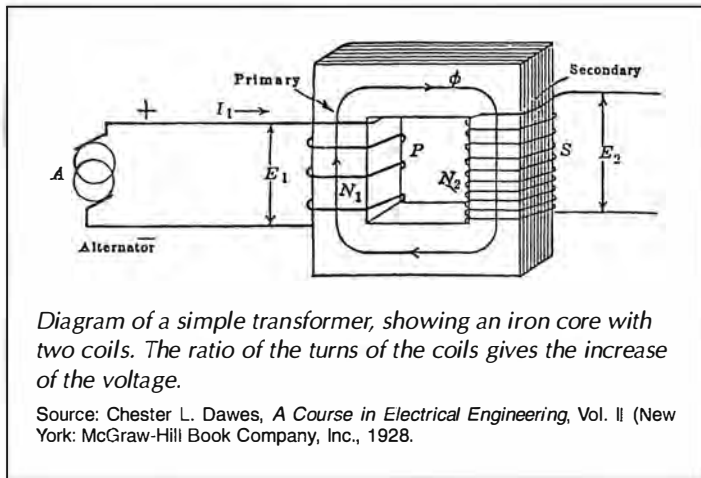 Primary
φ
Secondary
+
I₁
A
E₁
N₁
P
N₂
S
E₂
Alternator
Diagram of a simple transformer, showing an iron core with
two coils. The ratio of the turns of the coils gives the increase
of the voltage.
Source: Chester L. Dawes, A Course in Electrical Engineering, Vol. II (New
York: McGraw-Hill Book Company, Inc., 1928.